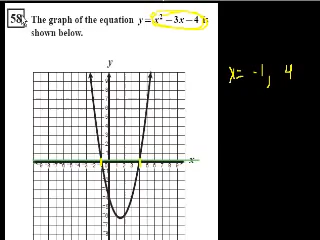 58. The graph of the equation y = x² − 3x − 4 is
shown below.
x = -1, 4
y
x